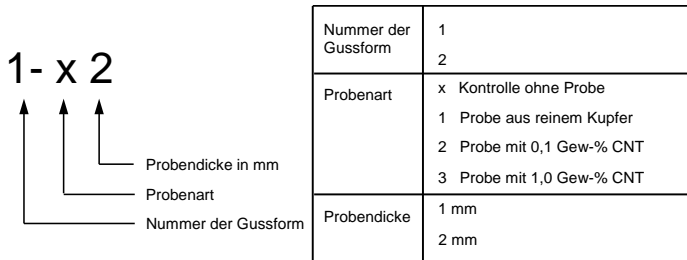 1- x 2
Probendicke in mm
Probenart
Nummer der Gussform
Nummer der
Gussform
1
2
Probenart
x Kontrolle ohne Probe
1 Probe aus reinem Kupfer
2 Probe mit 0,1 Gew-% CNT
3 Probe mit 1,0 Gew-% CNT
Probendicke
1 mm
2 mm